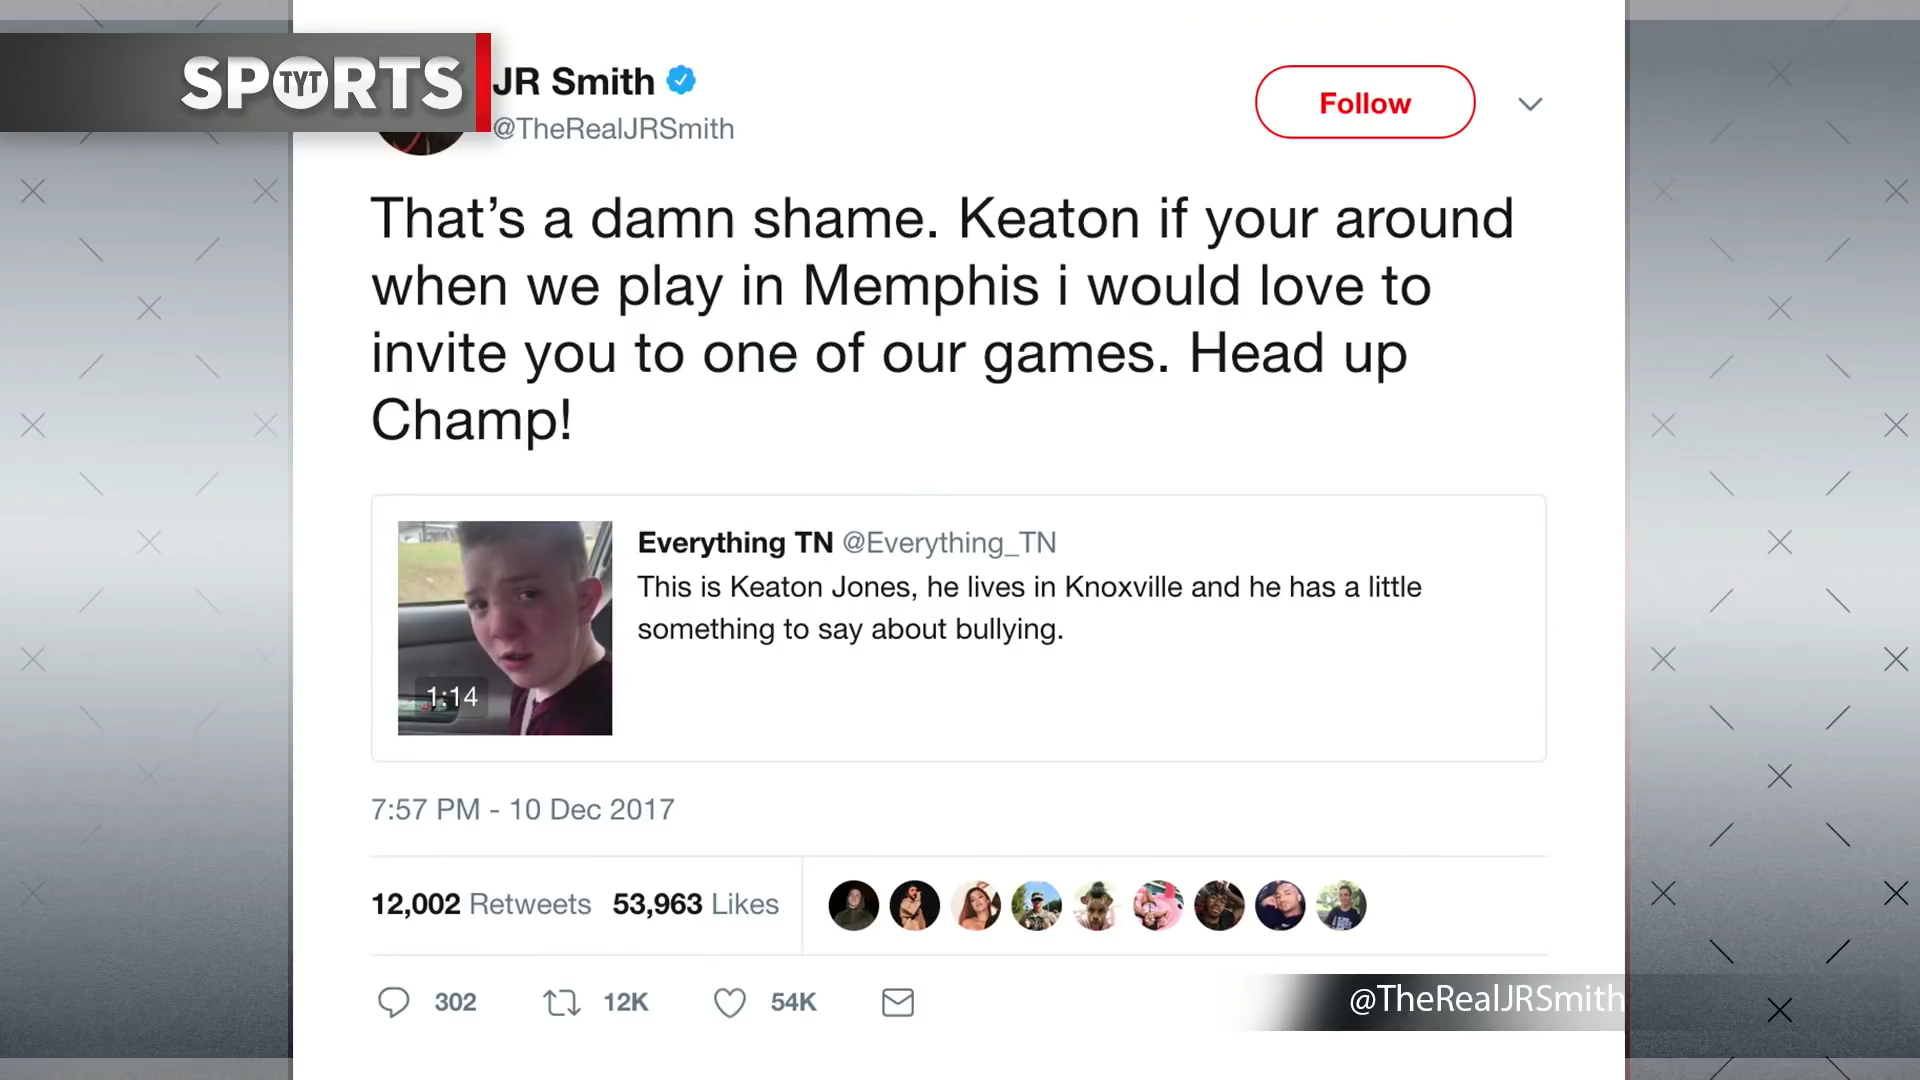 SPORTS
TYT
JR Smith
@TheRealJRSmith
Follow
That’s a damn shame. Keaton if your around
when we play in Memphis i would love to
invite you to one of our games. Head up
Champ!
Everything TN @Everything_TN
This is Keaton Jones, he lives in Knoxville and he has a little
something to say about bullying.
1:14
7:57 PM - 10 Dec 2017
12,002 Retweets 53,963 Likes
302 12K 54K
@TheRealJRSmith